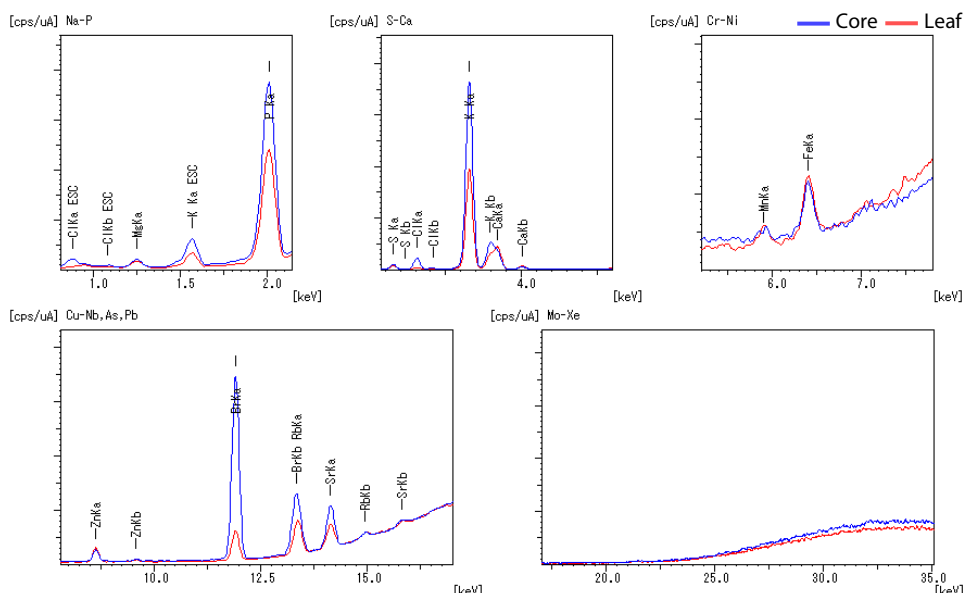 [cps/uA] Na-P
ClKa ESC
ClKb ESC
MgKa
K Ka ESC
P Ka
1.0 1.5 2.0
[keV]
[cps/uA] S-Ca
S Ka
S Kb
ClKa
ClKb
K Ka
K Kb
CaKa
CaKb
4.0
[keV]
[cps/uA] Cr-Ni
Core Leaf
MnKa
FeKa
6.0 7.0
[keV]
[cps/uA] Cu-Nb,As,Pb
ZnKa
ZnKb
BrKa
BrKb RbKa
SrKa
RbKb
SrKb
10.0 12.5 15.0
[keV]
[cps/uA] Mo-Xe
20.0 25.0 30.0 35.0
[keV]